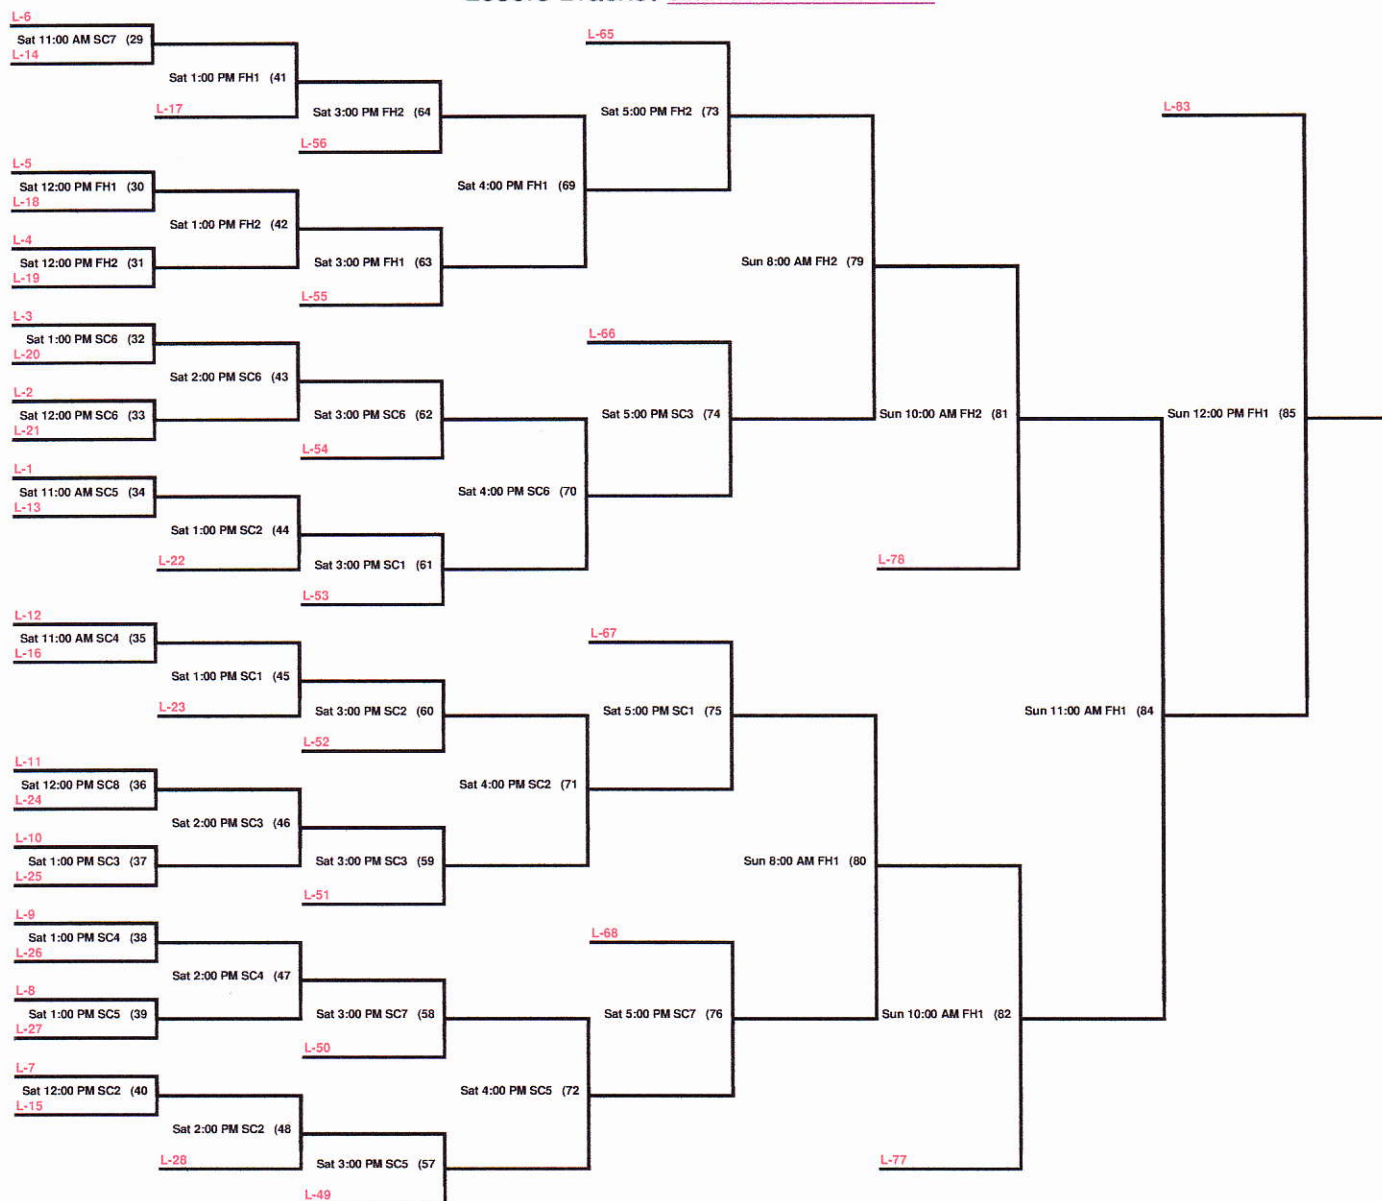 L-6
Sat 11:00 AM SC7 (29
L-14
Sat 1:00 PM FH1 (41
L-17
Sat 3:00 PM FH2 (64
L-56
L-5
Sat 12:00 PM FH1 (30
L-18
Sat 1:00 PM FH2 (42
L-4
Sat 12:00 PM FH2 (31
L-19
Sat 3:00 PM FH1 (63
L-55
Sat 4:00 PM FH1 (69
L-65
Sat 5:00 PM FH2 (73
L-3
Sat 1:00 PM SC6 (32
L-20
Sat 2:00 PM SC6 (43
L-2
Sat 12:00 PM SC6 (33
L-21
Sat 3:00 PM SC6 (62
L-54
L-1
Sat 11:00 AM SC5 (34
L-13
Sat 1:00 PM SC2 (44
L-22
Sat 3:00 PM SC1 (61
L-53
Sat 4:00 PM SC6 (70
L-66
Sat 5:00 PM SC3 (74
Sun 8:00 AM FH2 (79
Sun 10:00 AM FH2 (81
L-78
L-12
Sat 11:00 AM SC4 (35
L-16
Sat 1:00 PM SC1 (45
L-23
Sat 3:00 PM SC2 (60
L-52
L-11
Sat 12:00 PM SC8 (36
L-24
Sat 2:00 PM SC3 (46
L-10
Sat 1:00 PM SC3 (37
L-25
Sat 3:00 PM SC3 (59
L-51
Sat 4:00 PM SC2 (71
L-67
Sat 5:00 PM SC1 (75
L-9
Sat 1:00 PM SC4 (38
L-26
Sat 2:00 PM SC4 (47
L-8
Sat 1:00 PM SC5 (39
L-27
Sat 3:00 PM SC7 (58
L-50
L-7
Sat 12:00 PM SC2 (40
L-15
Sat 2:00 PM SC2 (48
L-28
Sat 3:00 PM SC5 (57
L-49
Sat 4:00 PM SC5 (72
L-68
Sat 5:00 PM SC7 (76
Sun 8:00 AM FH1 (80
Sun 10:00 AM FH1 (82
L-77
Sun 11:00 AM FH1 (84
L-83
Sun 12:00 PM FH1 (85